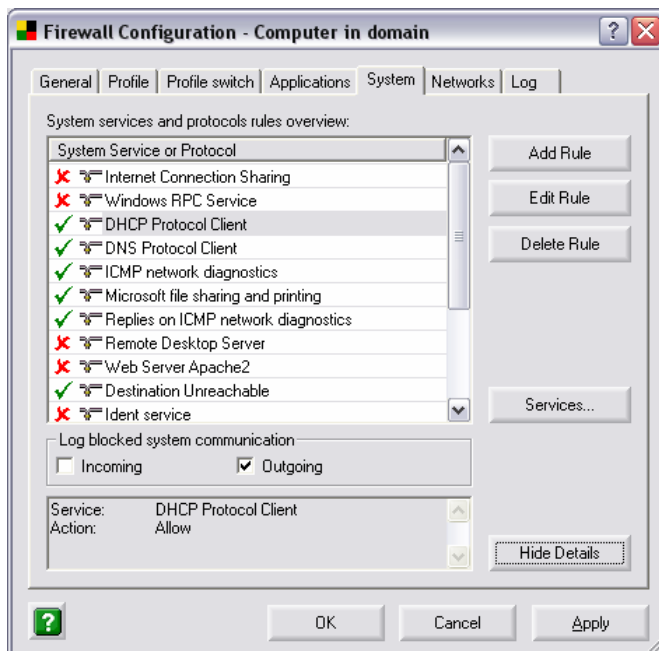 Firewall Configuration - Computer in domain
General Profile Profile switch Applications System Networks Log
System services and protocols rules overview:
System Service or Protocol
Internet Connection Sharing
Windows RPC Service
DHCP Protocol Client
DNS Protocol Client
ICMP network diagnostics
Microsoft file sharing and printing
Replies on ICMP network diagnostics
Remote Desktop Server
Web Server Apache2
Destination Unreachable
Ident service
Add Rule
Edit Rule
Delete Rule
Services...
Log blocked system communication
Incoming Outgoing
Service: DHCP Protocol Client
Action: Allow
Hide Details
OK Cancel Apply